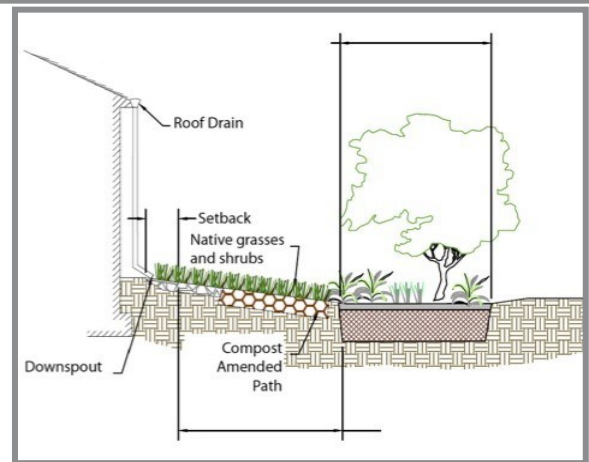 Roof Drain
Setback
Native grasses
and shrubs
Compost
Amended
Path
Downspout